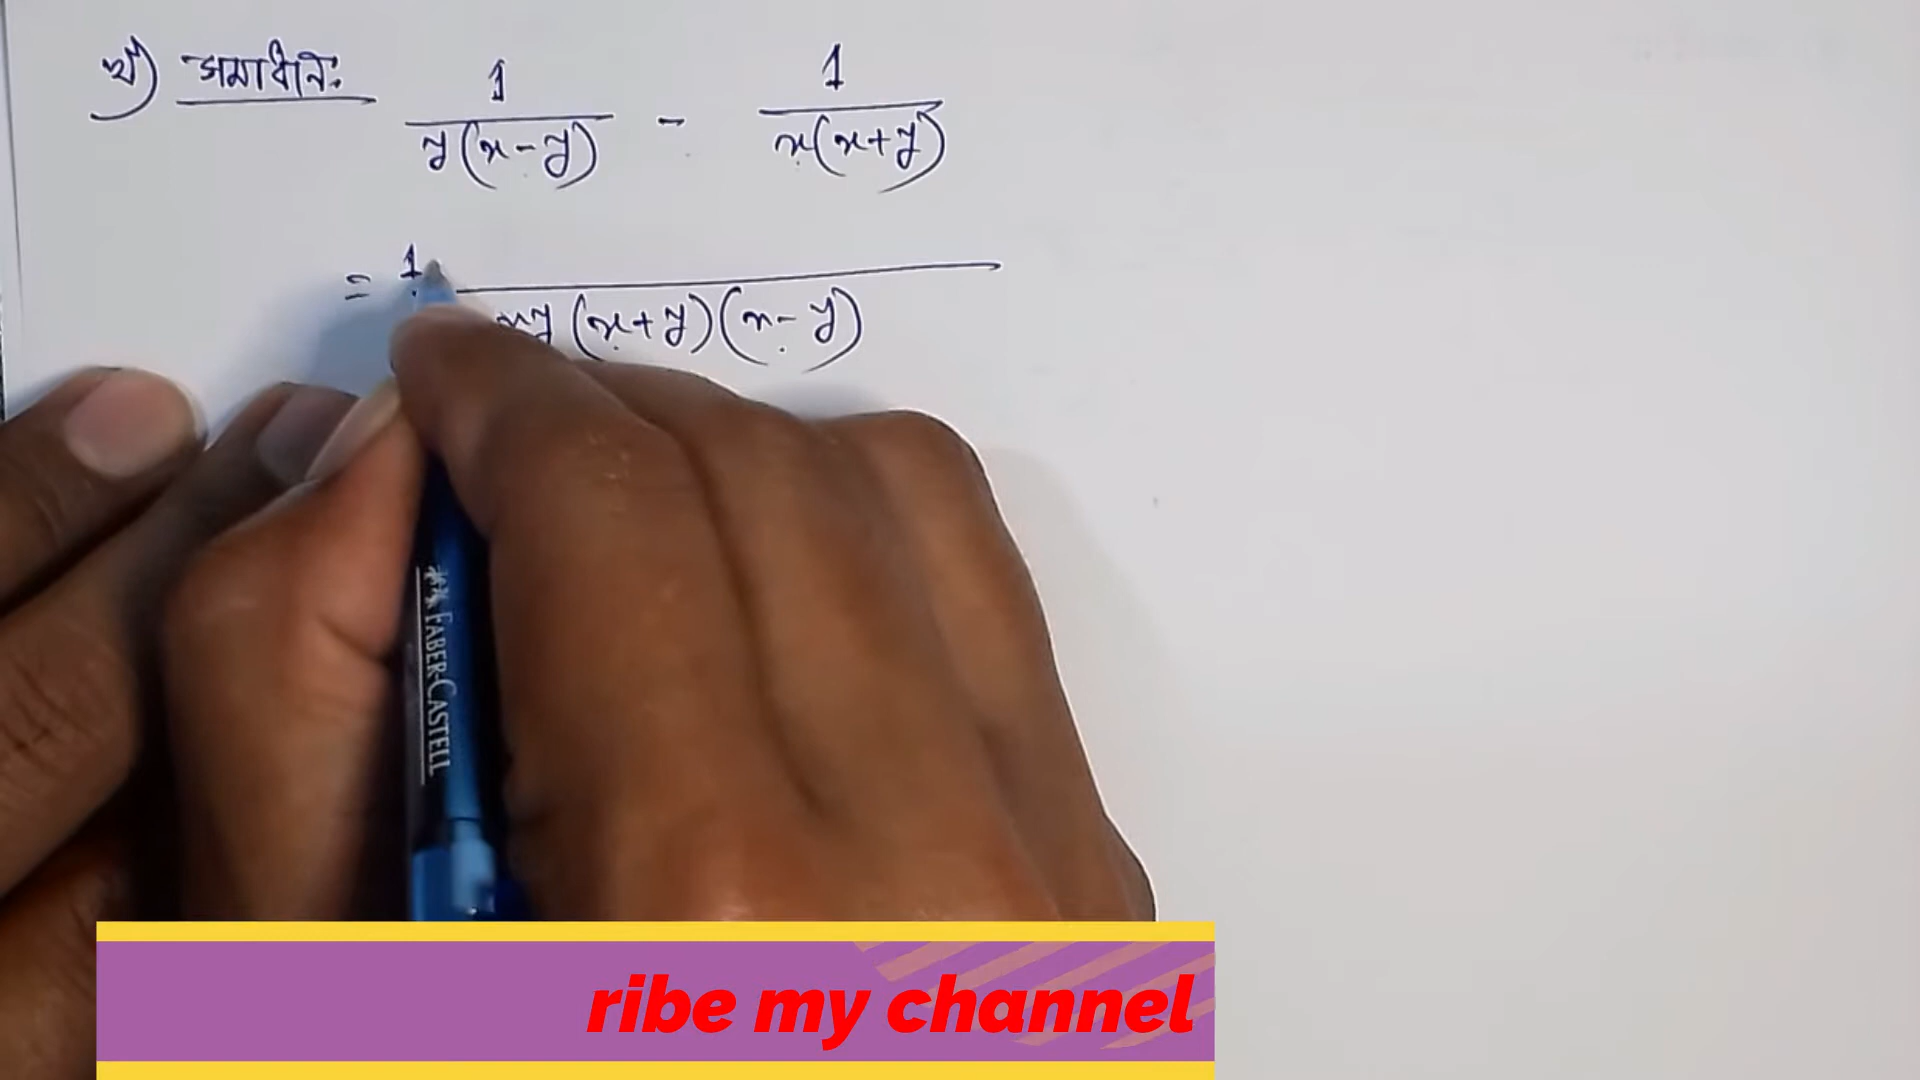 খ) সমাধান: 1/y(x-y) - 1/x(x+y)
= 1 /xy(x+y)(x-y)
FABER-CASTELL
ribe my channel